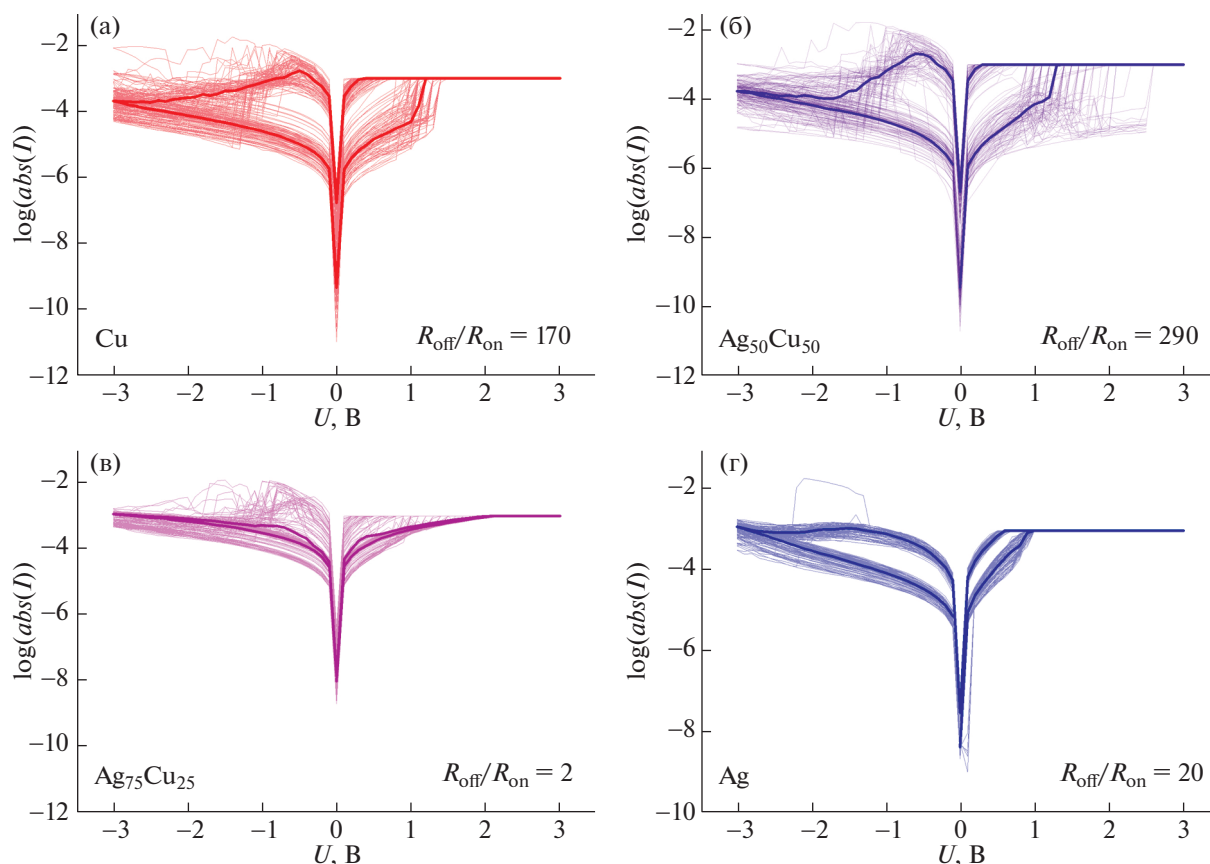 (а)
log(abs(I))
−2
−4
−6
−8
−10
−12
Cu
R_off/R_on = 170
−3 −2 −1 0 1 2 3
U, В
(б)
log(abs(I))
−2
−4
−6
−8
−10
−12
Ag₅₀Cu₅₀
R_off/R_on = 290
−3 −2 −1 0 1 2 3
U, В
(в)
log(abs(I))
−2
−4
−6
−8
−10
−12
Ag₇₅Cu₂₅
R_off/R_on = 2
−3 −2 −1 0 1 2 3
U, В
(г)
log(abs(I))
−2
−4
−6
−8
−10
Ag
R_off/R_on = 20
−3 −2 −1 0 1 2 3
U, В